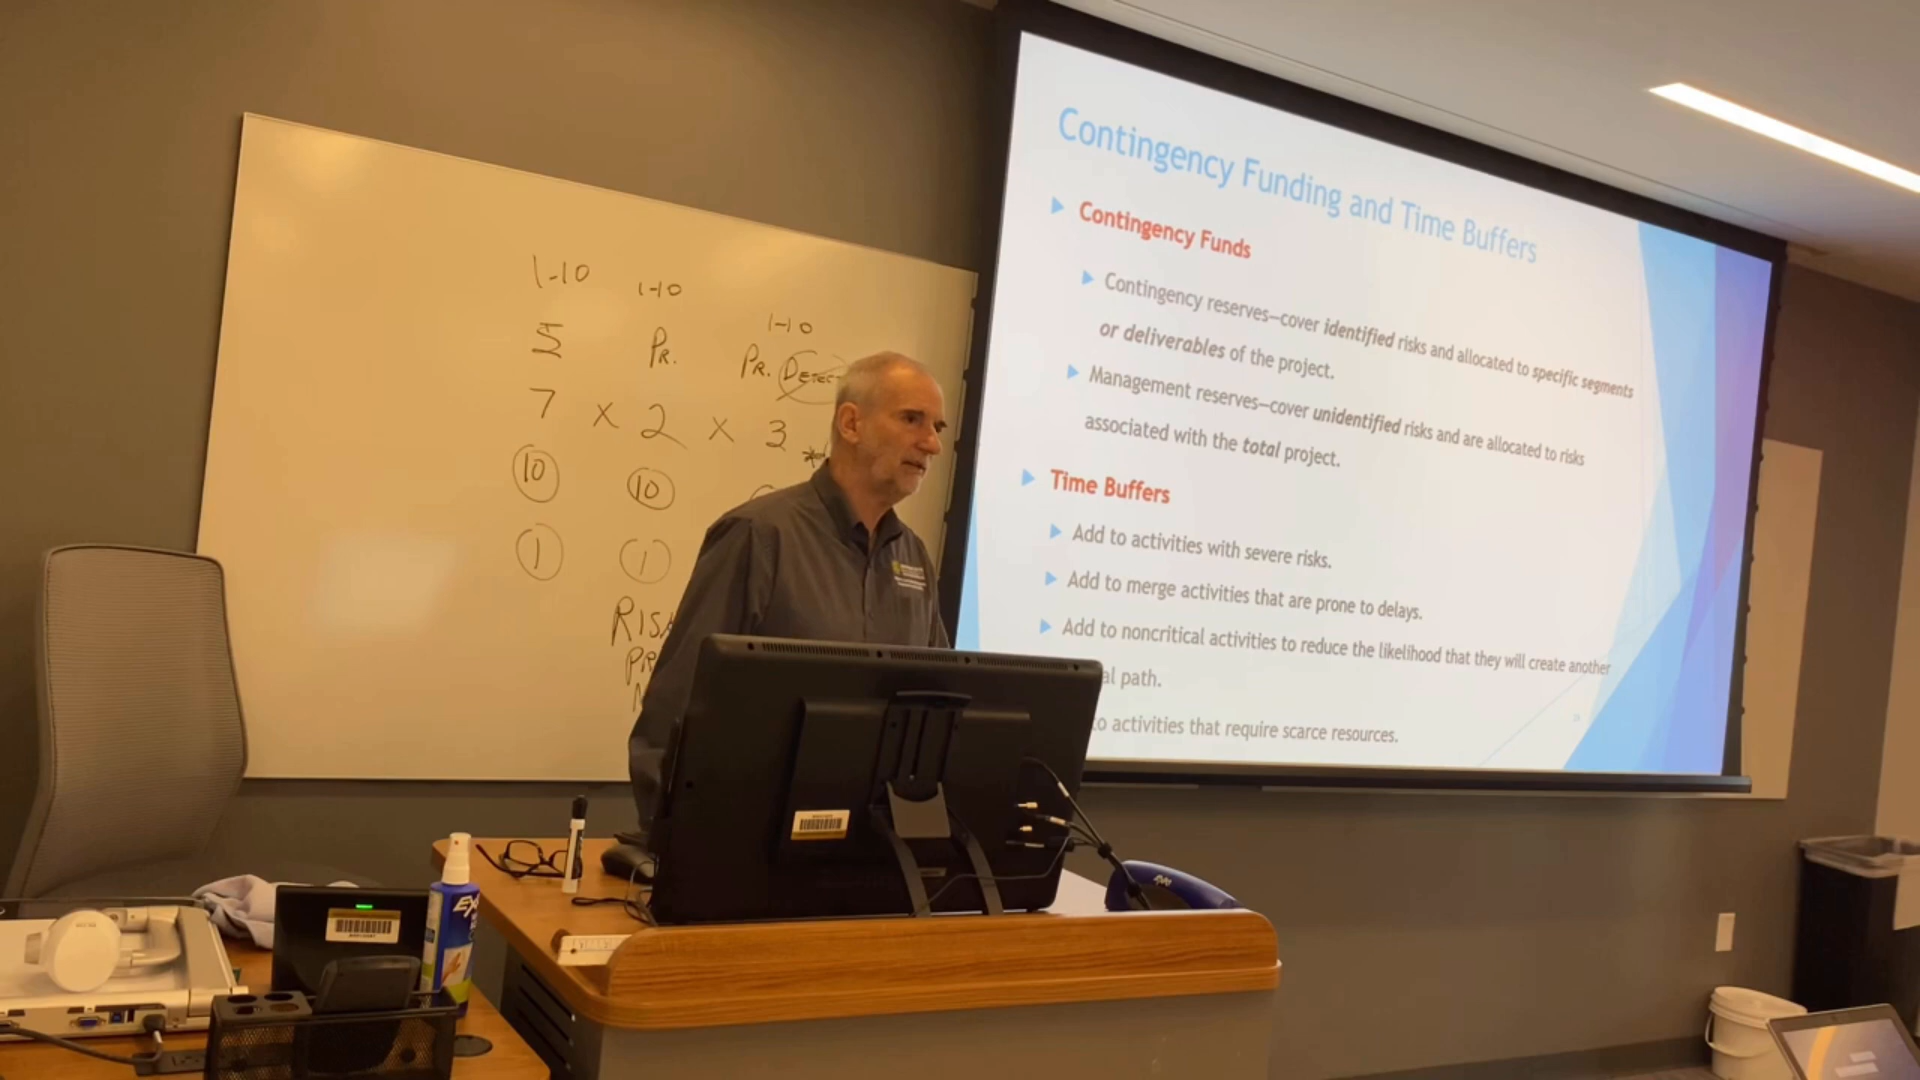 1-10
1-10
1-10
S
PR.
PR. DETECT
7 x 2 x 3
10
10
1
1
RISK
PR
Contingency Funding and Time Buffers
Contingency Funds
Contingency reserves—cover identified risks and allocated to specific segments
or deliverables of the project.
Management reserves—cover unidentified risks and are allocated to risks
associated with the total project.
Time Buffers
Add to activities with severe risks.
Add to merge activities that are prone to delays.
Add to noncritical activities to reduce the likelihood that they will create another
al path.
to activities that require scarce resources.